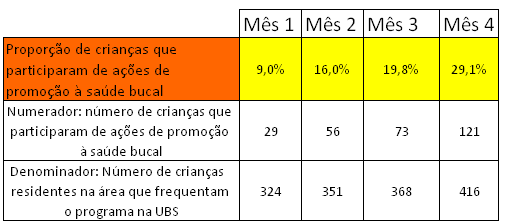 Mês 1 Mês 2 Mês 3 Mês 4
Proporção de crianças que
participaram de ações de
promoção à saúde bucal
9,0% 16,0% 19,8% 29,1%
Numerador: número de crianças que
participaram de ações de promoção
à saúde bucal
29 56 73 121
Denominador: Número de crianças
residentes na área que frequentam
o programa na UBS
324 351 368 416